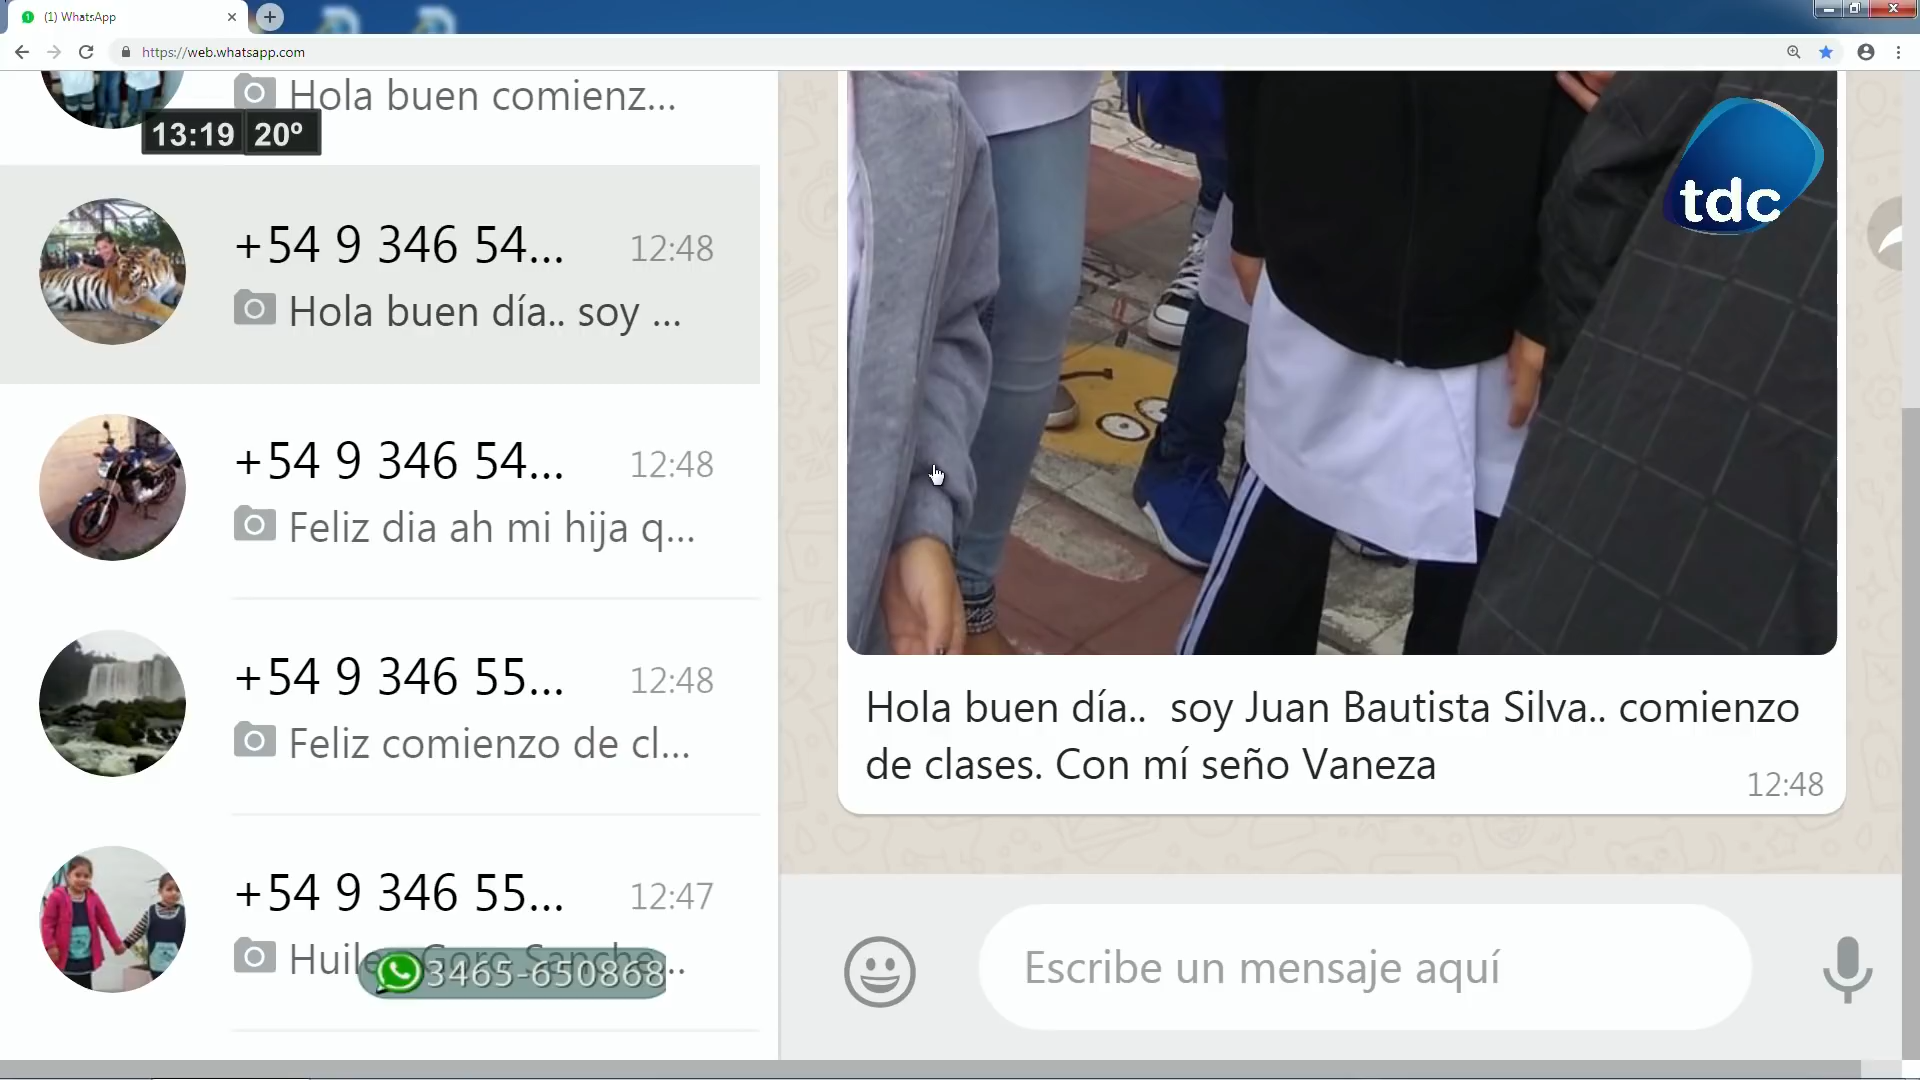 (1) WhatsApp
https://web.whatsapp.com
Hola buen comienz...
13:19 20º
+54 9 346 54... 12:48
Hola buen día.. soy ...
+54 9 346 54... 12:48
Feliz dia ah mi hija q...
+54 9 346 55... 12:48
Feliz comienzo de cl...
+54 9 346 55... 12:47
3465-650868
tdc
Hola buen día.. soy Juan Bautista Silva.. comienzo
de clases. Con mí seño Vaneza
12:48
Escribe un mensaje aquí